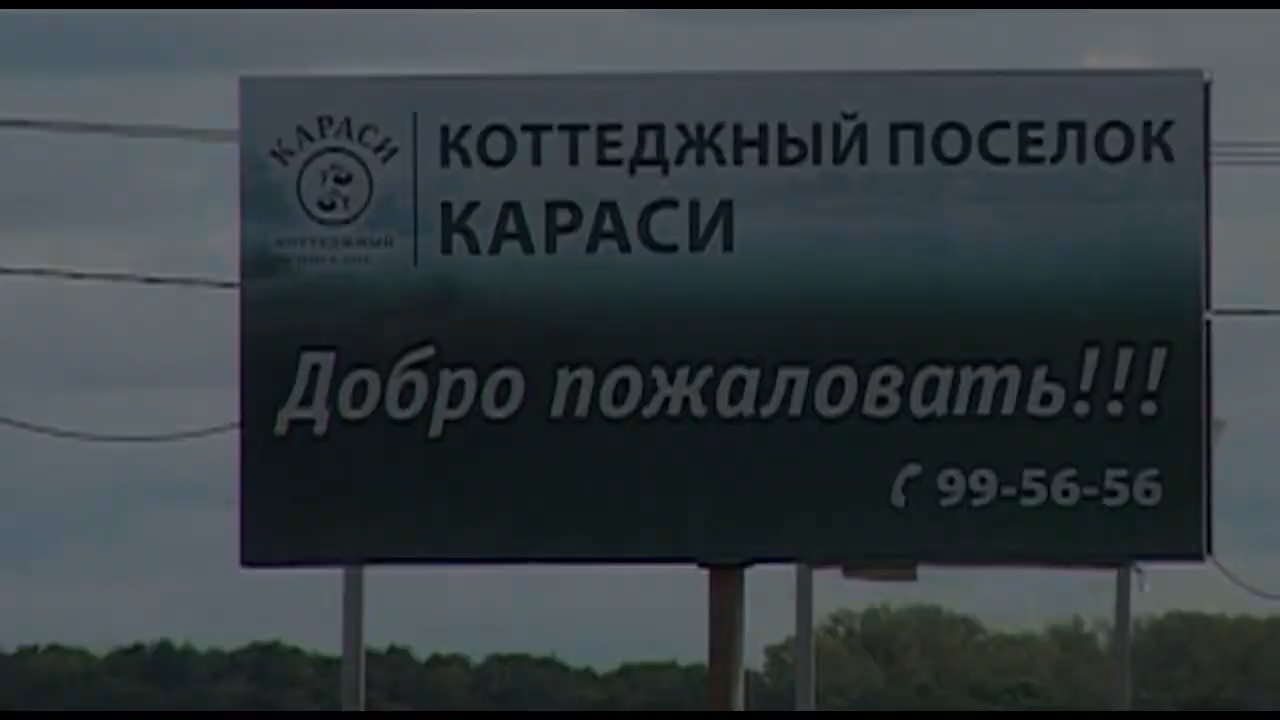 КАРАСИ
КОТТЕДЖНЫЙ
КОТТЕДЖНЫЙ ПОСЕЛОК
КАРАСИ
Добро пожаловать!!!
99-56-56